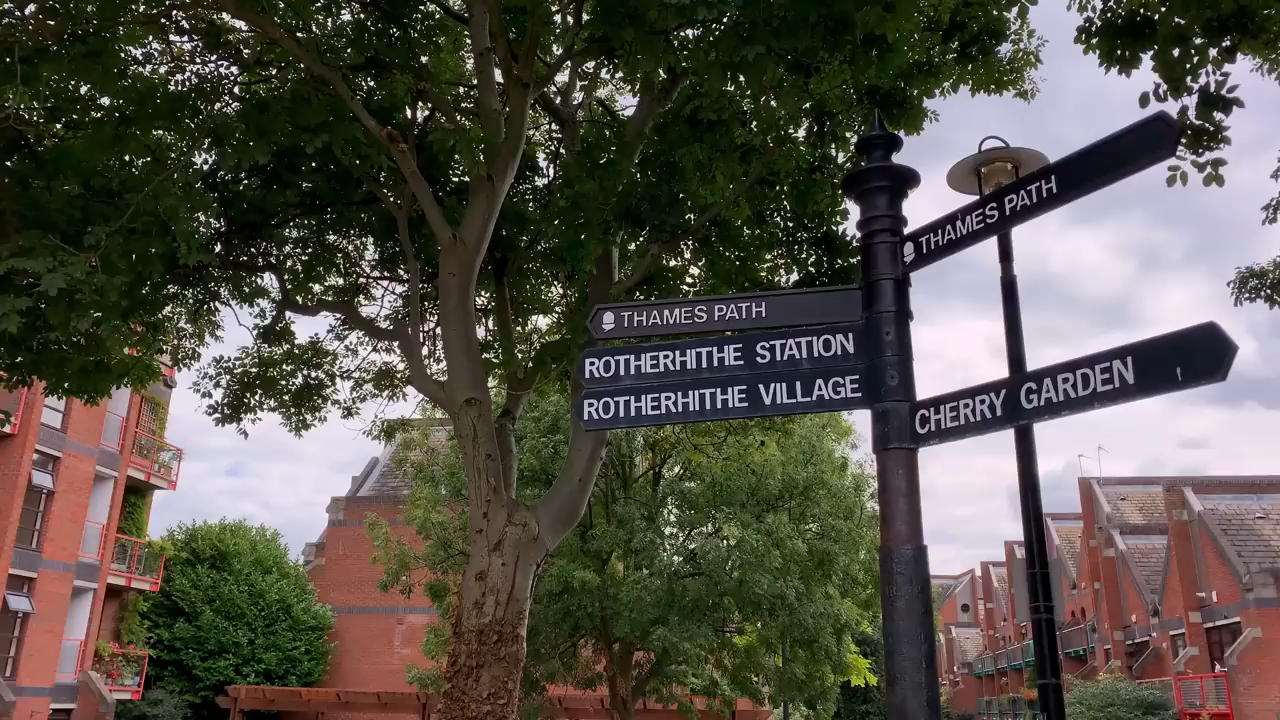 THAMES PATH
ROTHERHITHE STATION
ROTHERHITHE VILLAGE
THAMES PATH
CHERRY GARDEN